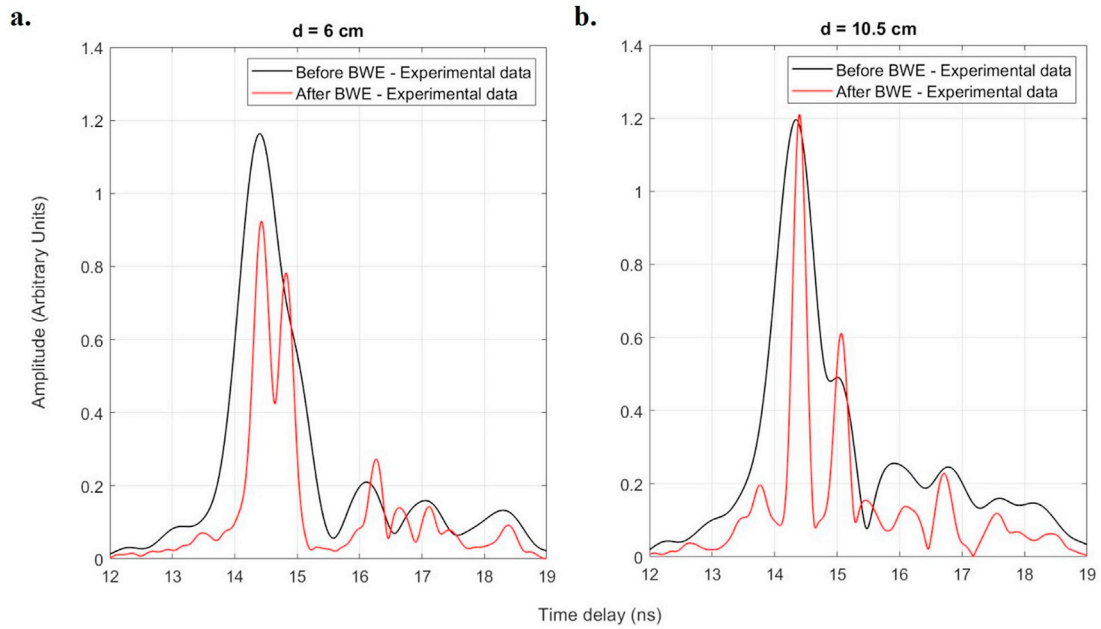 a.
d = 6 cm
1.4
1.2
1
0.8
0.6
0.4
0.2
0
12 13 14 15 16 17 18 19
Before BWE - Experimental data
After BWE - Experimental data
Amplitude (Arbitrary Units)
b.
d = 10.5 cm
1.4
1.2
1
0.8
0.6
0.4
0.2
0
12 13 14 15 16 17 18 19
Before BWE - Experimental data
After BWE - Experimental data
Time delay (ns)